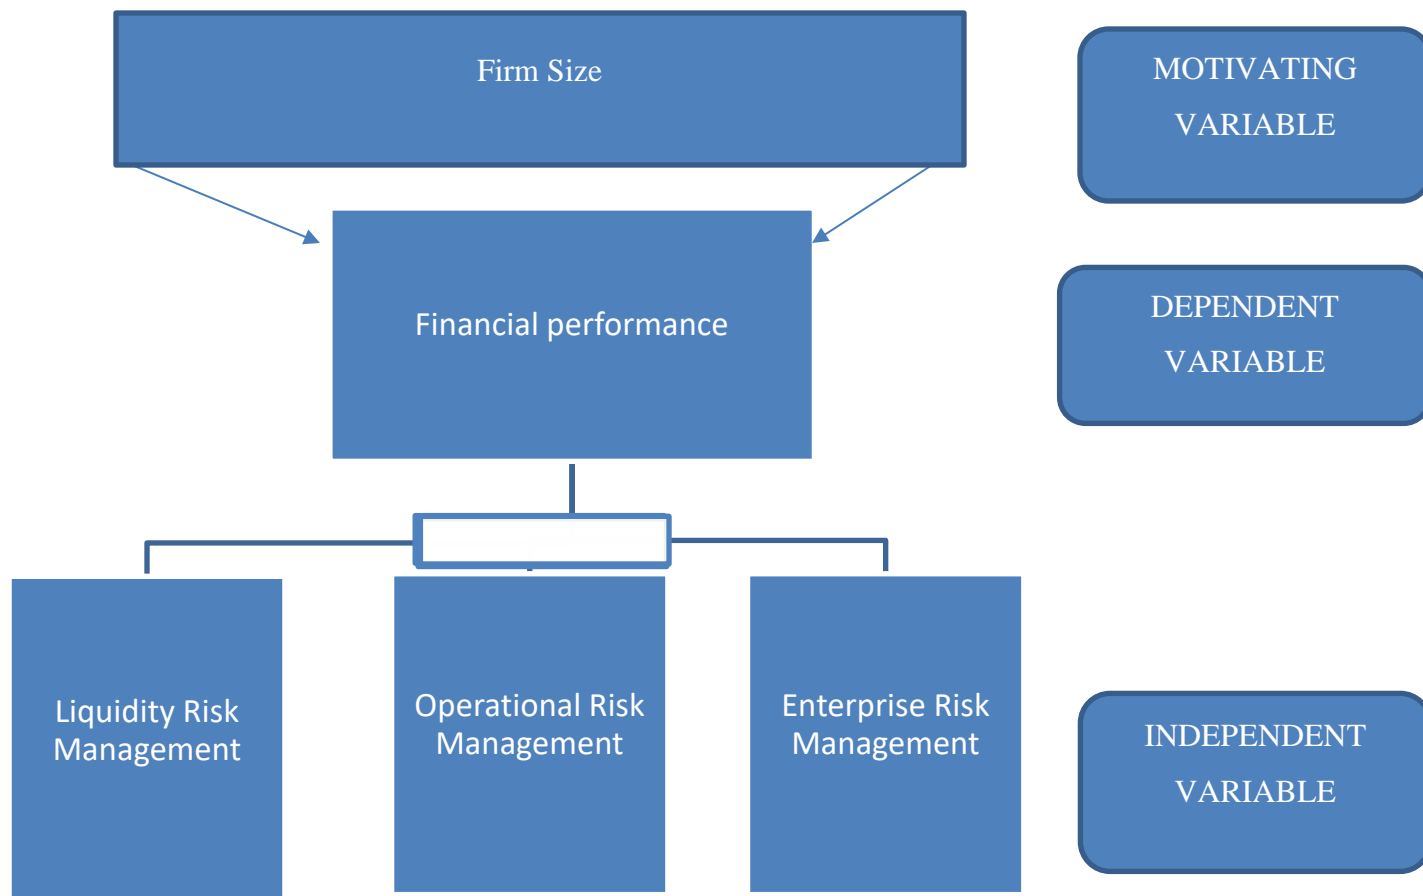 Firm Size
MOTIVATING
VARIABLE
Financial performance
DEPENDENT
VARIABLE
Liquidity Risk
Management
Operational Risk
Management
Enterprise Risk
Management
INDEPENDENT
VARIABLE